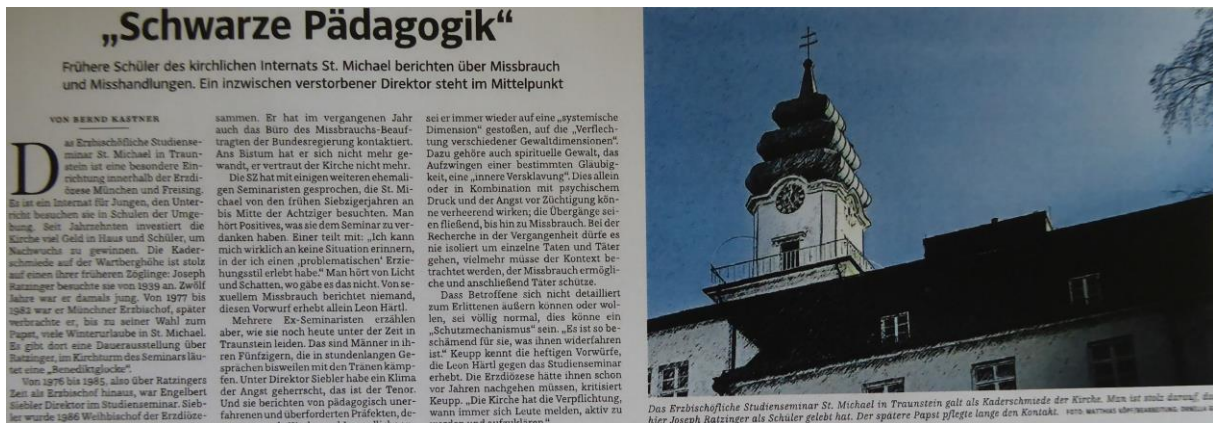 „Schwarze Pädagogik“
Frühere Schüler des kirchlichen Internats St. Michael berichten über Missbrauch
und Misshandlungen. Ein inzwischen verstorbener Direktor steht im Mittelpunkt
VON BERND KASTNER
Das Erzbischöfliche Studiense-
minar St. Michael in Traun-
stein ist eine besondere Ein-
richtung innerhalb der Erzdi-
özese München und Freising.
Es ist ein Internat für Jungen, den Unter-
richt besuchen sie in Schulen der Umge-
bung. Seit Jahrzehnten investiert die
Kirche viel Geld in Haus und Schüler, um
Nachwuchs zu gewinnen. Die Kader-
schmiede auf der Wartberghöhe ist stolz
auf einen ihrer früheren Zöglinge: Joseph
Ratzinger besuchte sie von 1939 an. Zwölf
Jahre war er damals jung. Von 1977 bis
1982 war er Münchner Erzbischof, später
verbrachte er, bis zu seiner Wahl zum
Papst, viele Winterurlaube in St. Michael.
Es gibt dort eine Dauerausstellung über
Ratzinger, im Kirchturm des Seminars läu-
tet eine „Benediktglocke“.
Von 1976 bis 1985, also über Ratzingers
Zeit als Erzbischof hinaus, war Engelbert
Siebler Direktor im Studienseminar. Sieb-
ler wurde 1986 Weihbischof der Erzdiöze-
sammen. Er hat im vergangenen Jahr
auch das Büro des Missbrauchs-Beauf-
tragten der Bundesregierung kontaktiert.
Ans Bistum hat er sich nicht mehr ge-
wandt, er vertraut der Kirche nicht mehr.
Die SZ hat mit einigen weiteren ehemali-
gen Seminaristen gesprochen, die St. Mi-
chael von den frühen Siebzigerjahren an
bis Mitte der Achtziger besuchten. Man
hört Positives, was sie dem Seminar zu ver-
danken haben. Einer teilt mit: „Ich kann
mich wirklich an keine Situation erinnern,
in der ich einen ‚problematischen‘ Erzie-
hungsstil erlebt habe.“ Man hört von Licht
und Schatten, wo gäbe es das nicht. Von se-
xuellem Missbrauch berichtet niemand,
diesen Vorwurf erhebt allein Leon Härtl.
Mehrere Ex-Seminaristen erzählen
aber, wie sie noch heute unter der Zeit in
Traunstein leiden. Das sind Männer in ih-
ren Fünfzigern, die in stundenlangen Ge-
sprächen bisweilen mit den Tränen kämp-
fen. Unter Direktor Siebler habe ein Klima
der Angst geherrscht, das ist der Tenor.
Und sie berichten von pädagogisch uner-
fahrenen und überforderten Präfekten, de-
sei er immer wieder auf eine „systemische
Dimension“ gestoßen, auf die „Verflech-
tung verschiedener Gewaltdimensionen“.
Dazu gehöre auch spirituelle Gewalt, das
Aufzwingen einer bestimmten Gläubig-
keit, eine „innere Versklavung“. Dies allein
oder in Kombination mit psychischem
Druck und der Angst vor Züchtigung kön-
ne verheerend wirken; die Übergänge sei-
en fließend, bis hin zu Missbrauch. Bei der
Recherche in der Vergangenheit dürfe es
nie isoliert um einzelne Taten und Täter
gehen, vielmehr müsse der Kontext be-
trachtet werden, der Missbrauch ermögli-
che und anschließend Täter schütze.
Dass Betroffene sich nicht detailliert
zum Erlittenen äußern können oder wol-
len, sei völlig normal, dies könne ein
„Schutzmechanismus“ sein. „Es ist so be-
schämend für sie, was ihnen widerfahren
ist.“ Keupp kennt die heftigen Vorwürfe,
die Leon Härtl gegen das Studienseminar
erhebt. Die Erzdiözese hätte ihnen schon
vor Jahren nachgehen müssen, kritisiert
Keupp. „Die Kirche hat die Verpflichtung,
wann immer sich Leute melden, aktiv zu
Das Erzbischöfliche Studienseminar St. Michael in Traunstein galt als Kaderschmiede der Kirche. Man ist stolz darauf,
hier Joseph Ratzinger als Schüler gelebt hat. Der spätere Papst pflegte lange den Kontakt. FOTO: MATTHIAS